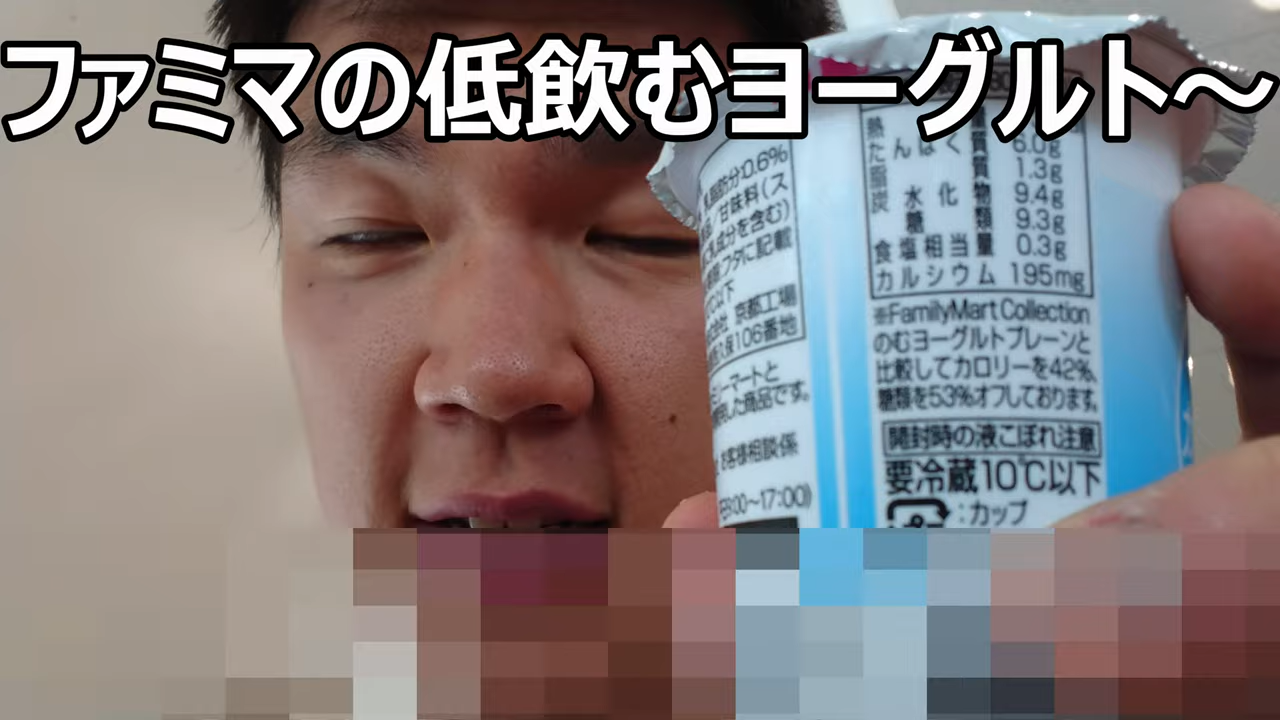 ファミマの低飲むヨーグルト～
乳脂肪分:0.6%
甘味料(ス
乳成分を含む)
フタに記載
℃以下
京都工場
106番地
マートと
した商品です。
お客様相談係
00～17:00)
熱
たんぱく質 6.0g
脂質 1.3g
炭水化物 9.4g
糖類 9.3g
食塩相当量 0.3g
カルシウム 195mg
※FamilyMart Collection
のむヨーグルトプレーンと
比較してカロリーを42%、
糖類を53%オフしております。
開封時の液こぼれ注意
要冷蔵10℃以下
:カップ